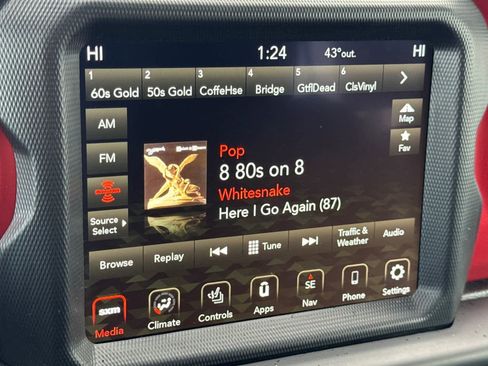 HI 1:24 43°out. HI
1 60s Gold 2 50s Gold 3 CoffeHse 4 Bridge 5 GtflDead 6 ClsVinyl
AM
Map
FM
Fav
Pop
8 80s on 8
Whitesnake
Here I Go Again (87)
Source
Select
Browse Replay Tune Traffic &
Weather Audio
sxm SE
Media Climate Controls Apps Nav Phone Settings